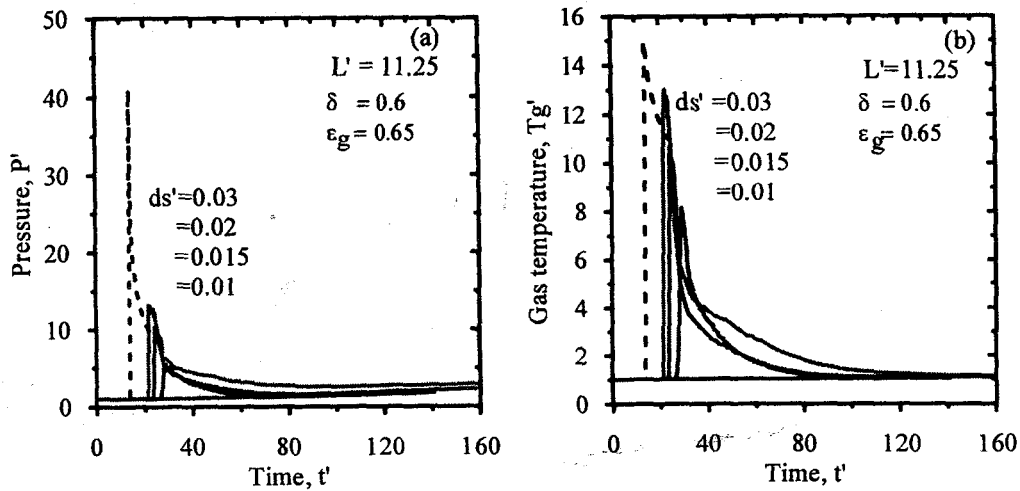 50
40
30
20
10
0
0 40 80 120 160
Pressure, P'
Time, t'
(a)
L' = 11.25
δ = 0.6
εg = 0.65
ds'=0.03
=0.02
=0.015
=0.01
16
14
12
10
8
6
4
2
0
0 40 80 120 160
Gas temperature, Tg'
Time, t'
(b)
L'=11.25
δ = 0.6
εg= 0.65
ds' =0.03
=0.02
=0.015
=0.01